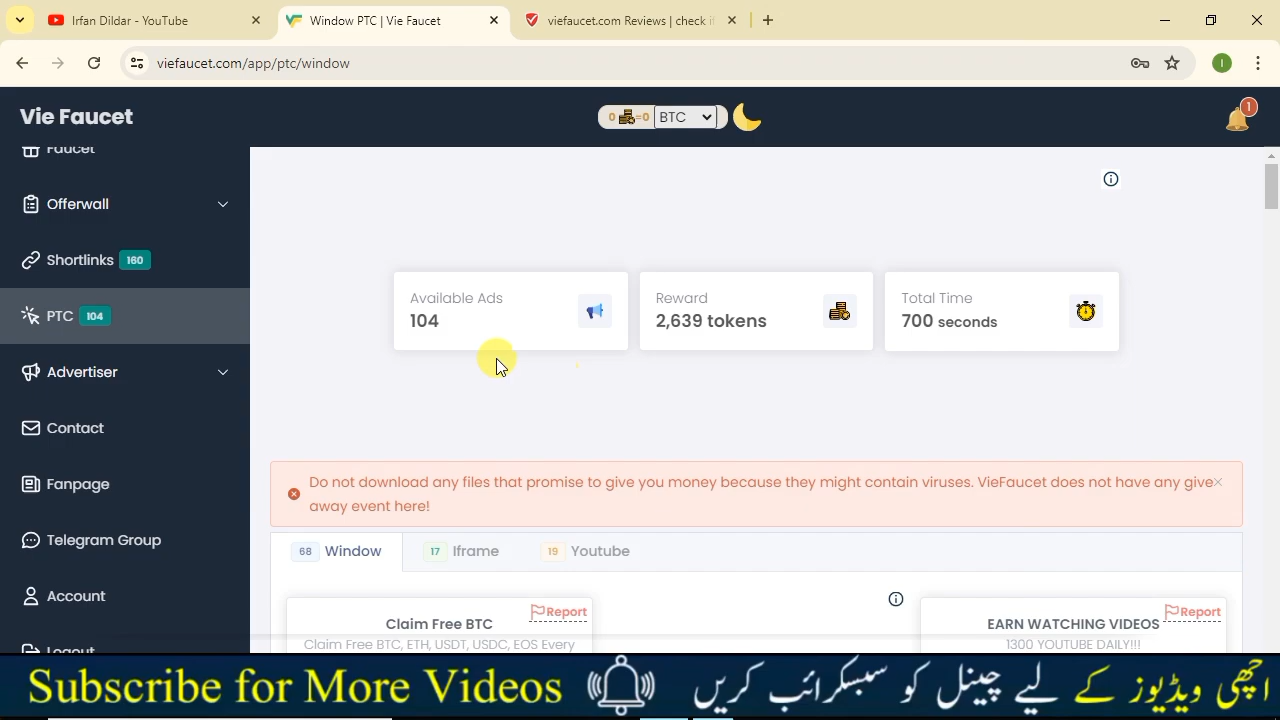 Irfan Dildar - YouTube
Window PTC | Vie Faucet
viefaucet.com Reviews | check i
viefaucet.com/app/ptc/window
I
Vie Faucet
0 =0 BTC
1
Faucet
Offerwall
Shortlinks 160
PTC 104
Advertiser
Contact
Fanpage
Telegram Group
Account
Logout
Available Ads
104
Reward
2,639 tokens
Total Time
700 seconds
Do not download any files that promise to give you money because they might contain viruses. VieFaucet does not have any give
away event here!
68 Window
17 Iframe
19 Youtube
Report
Claim Free BTC
Claim Free BTC, ETH, USDT, USDC, EOS Every
Report
EARN WATCHING VIDEOS
1300 YOUTUBE DAILY!!!
Subscribe for More Videos
اچھی ویڈیوز کے لیے چینل کو سبسکرائب کریں